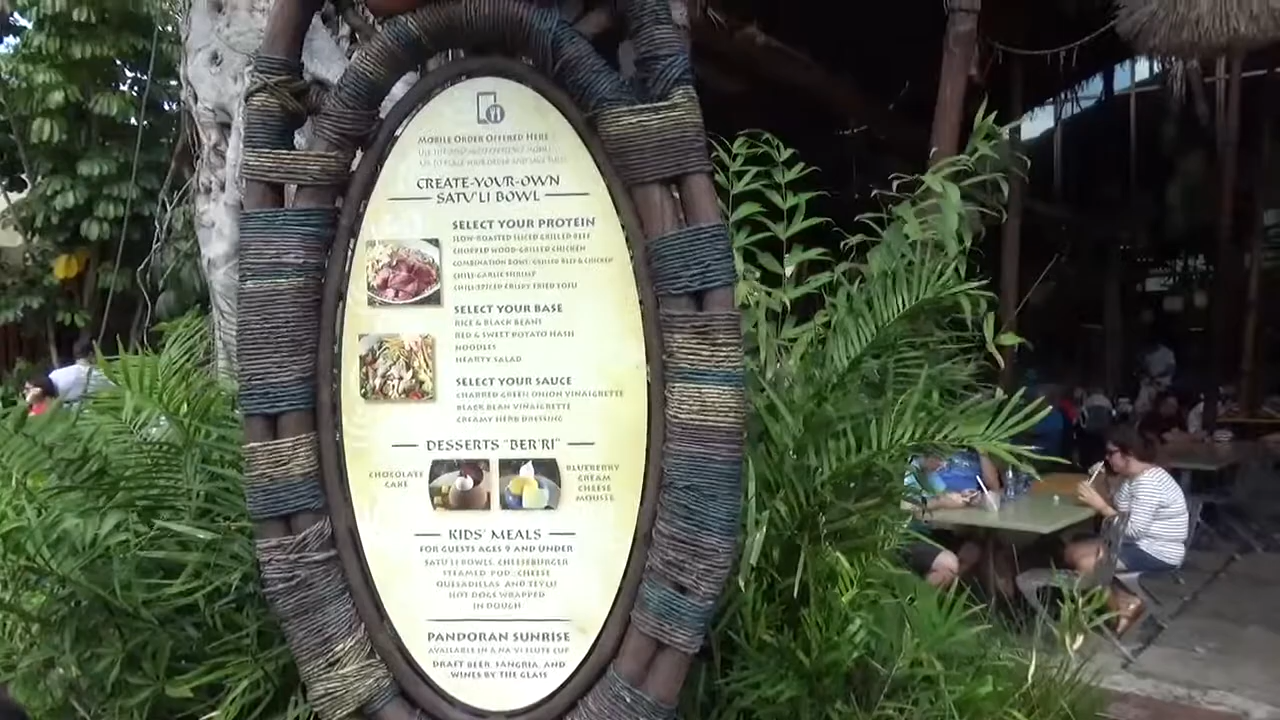 MOBILE ORDER OFFERED HERE
CREATE-YOUR-OWN
SATU'LI BOWL
SELECT YOUR PROTEIN
SLOW-ROASTED SLICED GRILLED BEEF
CHOPPED WOOD-GRILLED CHICKEN
COMBINATION BOWL: GRILLED BEEF & CHICKEN
CHILI-GARLIC SHRIMP
CHILI-SPICED CRISPY FRIED TOFU
SELECT YOUR BASE
RICE & BLACK BEANS
RED & SWEET POTATO HASH
NOODLES
HEARTY SALAD
SELECT YOUR SAUCE
CHARRED GREEN ONION VINAIGRETTE
BLACK BEAN VINAIGRETTE
CREAMY HERB DRESSING
DESSERTS "BER'RI"
CHOCOLATE
CAKE
BLUEBERRY
CREAM
CHEESE
MOUSSE
KIDS' MEALS
FOR GUESTS AGES 9 AND UNDER
SATU'LI BOWLS, CHEESEBURGER
STEAMED POD, CHEESE
QUESADILLAS, AND TEYLU
HOT DOGS WRAPPED
IN DOUGH
PANDORAN SUNRISE
AVAILABLE IN A NA'VI FLUTE CUP
DRAFT BEER, SANGRIA, AND
WINES BY THE GLASS